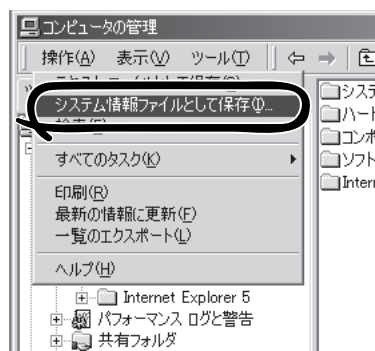 コンピュータの管理
操作(A) 表示(V) ツール(T)
システム情報ファイルとして保存(I)...
すべてのタスク(K)
印刷(R)
最新の情報に更新(F)
一覧のエクスポート(L)
ヘルプ(H)
Internet Explorer 5
パフォーマンス ログと警告
共有フォルダ
システ
ハート
コンポ
ソフト
Interr